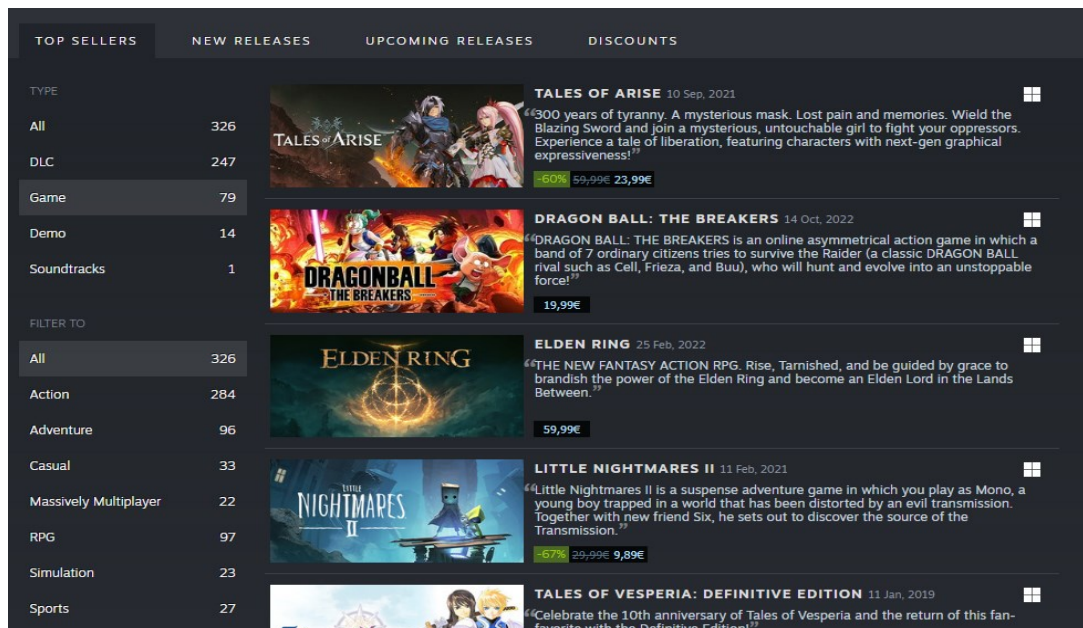 TOP SELLERS
NEW RELEASES
UPCOMING RELEASES
DISCOUNTS
TYPE
All 326
DLC 247
Game 79
Demo 14
Soundtracks 1
FILTER TO
All 326
Action 284
Adventure 96
Casual 33
Massively Multiplayer 22
RPG 97
Simulation 23
Sports 27
TALES of ARISE
TALES OF ARISE 10 Sep, 2021
“300 years of tyranny. A mysterious mask. Lost pain and memories. Wield the
Blazing Sword and join a mysterious, untouchable girl to fight your oppressors.
Experience a tale of liberation, featuring characters with next-gen graphical
expressiveness!”
-60% 59,99€ 23,99€
DRAGONBALL
THE BREAKERS
DRAGON BALL: THE BREAKERS 14 Oct, 2022
“DRAGON BALL: THE BREAKERS is an online asymmetrical action game in which a
band of 7 ordinary citizens tries to survive the Raider (a classic DRAGON BALL
rival such as Cell, Frieza, and Buu), who will hunt and evolve into an unstoppable
force!”
19,99€
ELDEN RING
ELDEN RING 25 Feb, 2022
“THE NEW FANTASY ACTION RPG. Rise, Tarnished, and be guided by grace to
brandish the power of the Elden Ring and become an Elden Lord in the Lands
Between.”
59,99€
LITTLE
NIGHTMARES
II
LITTLE NIGHTMARES II 11 Feb, 2021
“Little Nightmares II is a suspense adventure game in which you play as Mono, a
young boy trapped in a world that has been distorted by an evil transmission.
Together with new friend Six, he sets out to discover the source of the
Transmission.”
-67% 29,99€ 9,89€
TALES OF VESPERIA: DEFINITIVE EDITION 11 Jan, 2019
“Celebrate the 10th anniversary of Tales of Vesperia and the return of this fan-
favorite with the Definitive Edition!”